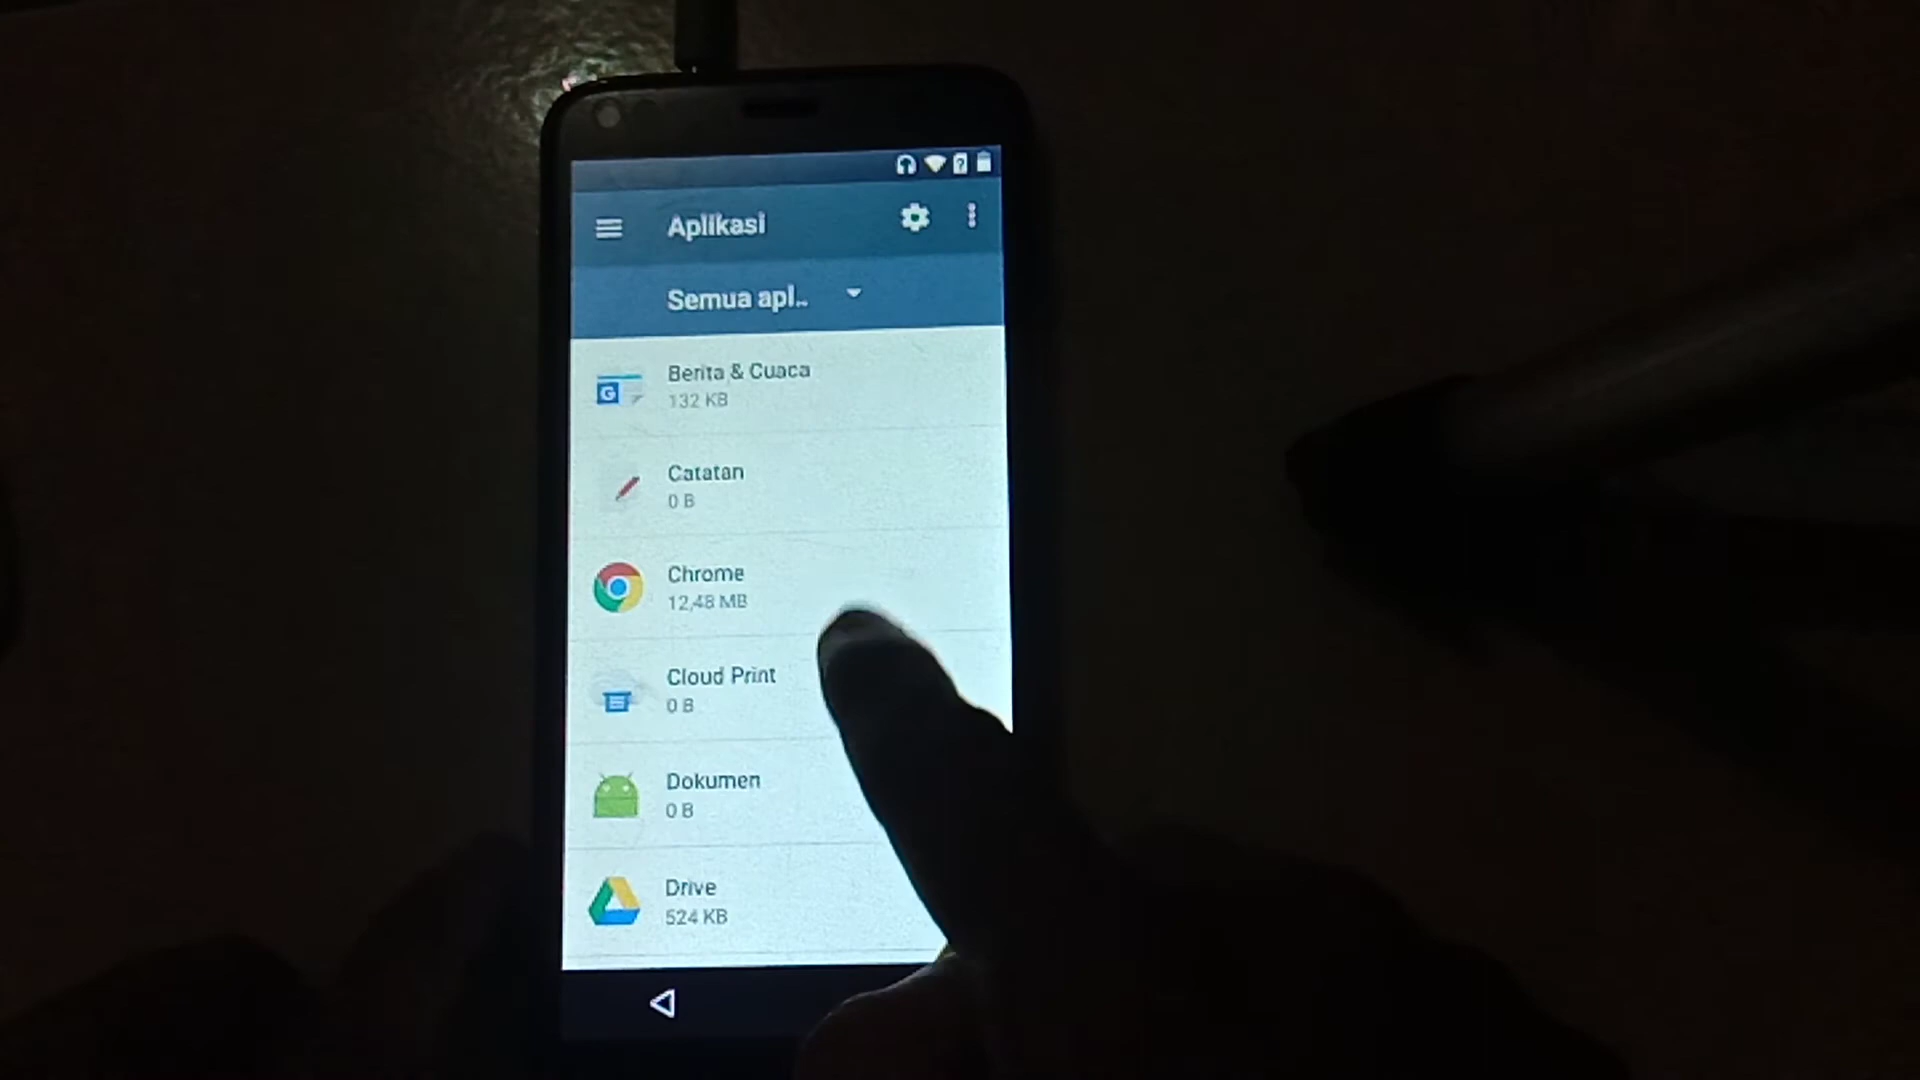 Aplikasi
Semua apl..
Berita & Cuaca
132 KB
Catatan
0 B
Chrome
12,48 MB
Cloud Print
0 B
Dokumen
0 B
Drive
524 KB